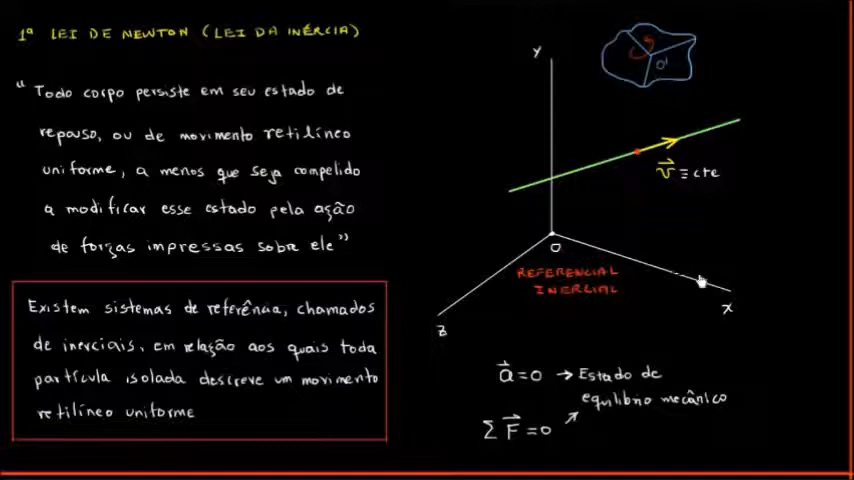 1ª LEI DE NEWTON (LEI DA INÉRCIA)
"Todo corpo persiste em seu estado de
repouso, ou de movimento retilíneo
uniforme, a menos que seja compelido
a modificar esse estado pela ação
de forças impressas sobre ele"
Existem sistemas de referência, chamados
de inerciais, em relação aos quais toda
partícula isolada descreve um movimento
retilíneo uniforme
Y
O'
v⃗ ≡ cte
O
REFERENCIAL
INERCIAL
X
Z
a⃗ = 0 → Estado de
equilíbrio mecânico
Σ F⃗ = 0 ↗